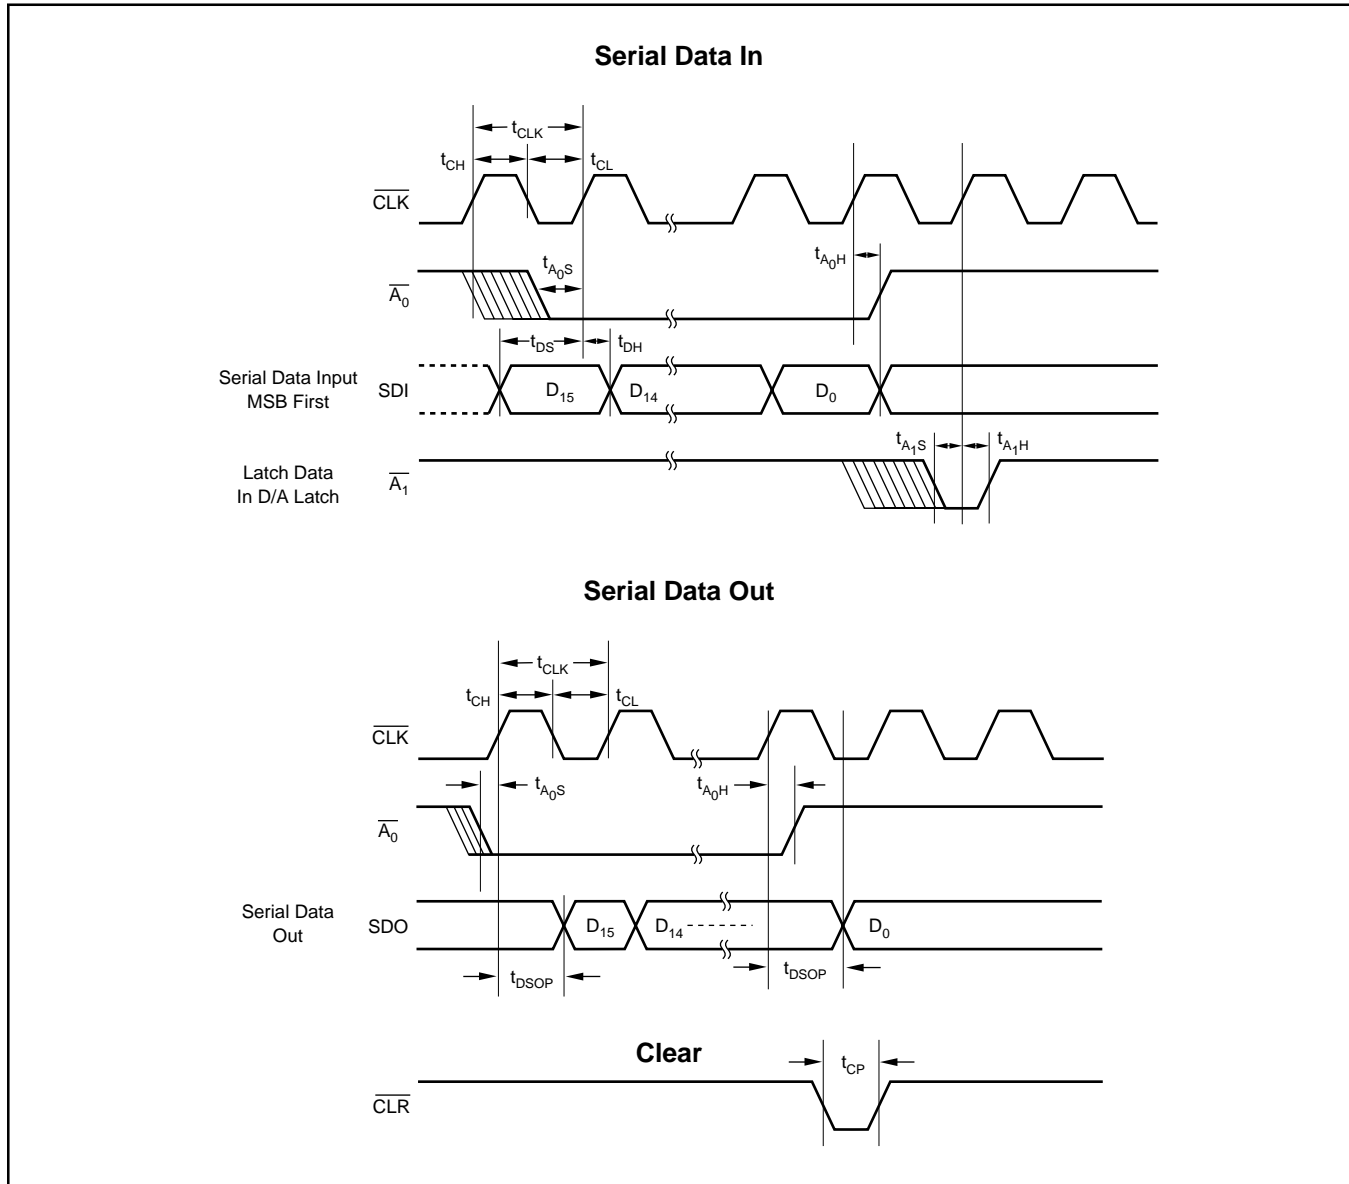 Serial Data In
tCLK
tCH
tCL
CLK
tA0S
tA0H
A0
tDS
tDH
Serial Data Input
MSB First
SDI
D15
D14
D0
tA1S
tA1H
Latch Data
In D/A Latch
A1
Serial Data Out
tCLK
tCH
tCL
CLK
tA0S
tA0H
A0
Serial Data
Out
SDO
D15
D14
D0
tDSOP
tDSOP
Clear
tCP
CLR